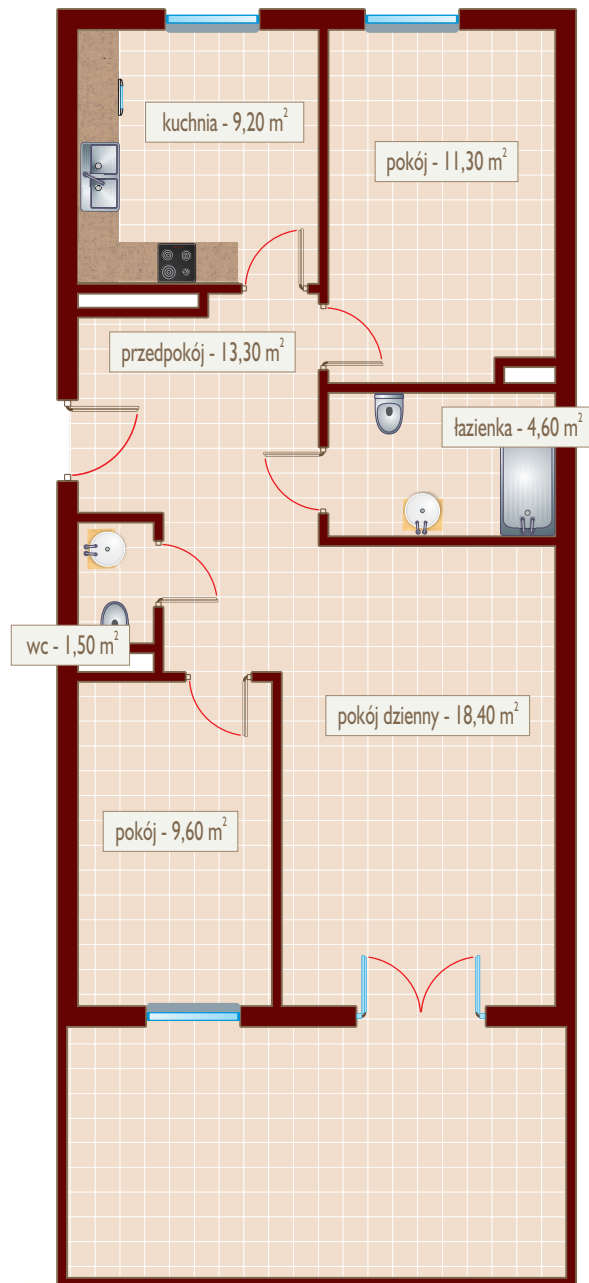 kuchnia - 9,20 m²
pokój - 11,30 m²
przedpokój - 13,30 m²
łazienka - 4,60 m²
wc - 1,50 m²
pokój dzienny - 18,40 m²
pokój - 9,60 m²